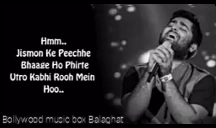 Hmm..
Jismon Ke Peechhe
Bhaage Ho Phirte
Utro Kabhi Rooh Mein
Hoo..
Bollywood music box Balaghat